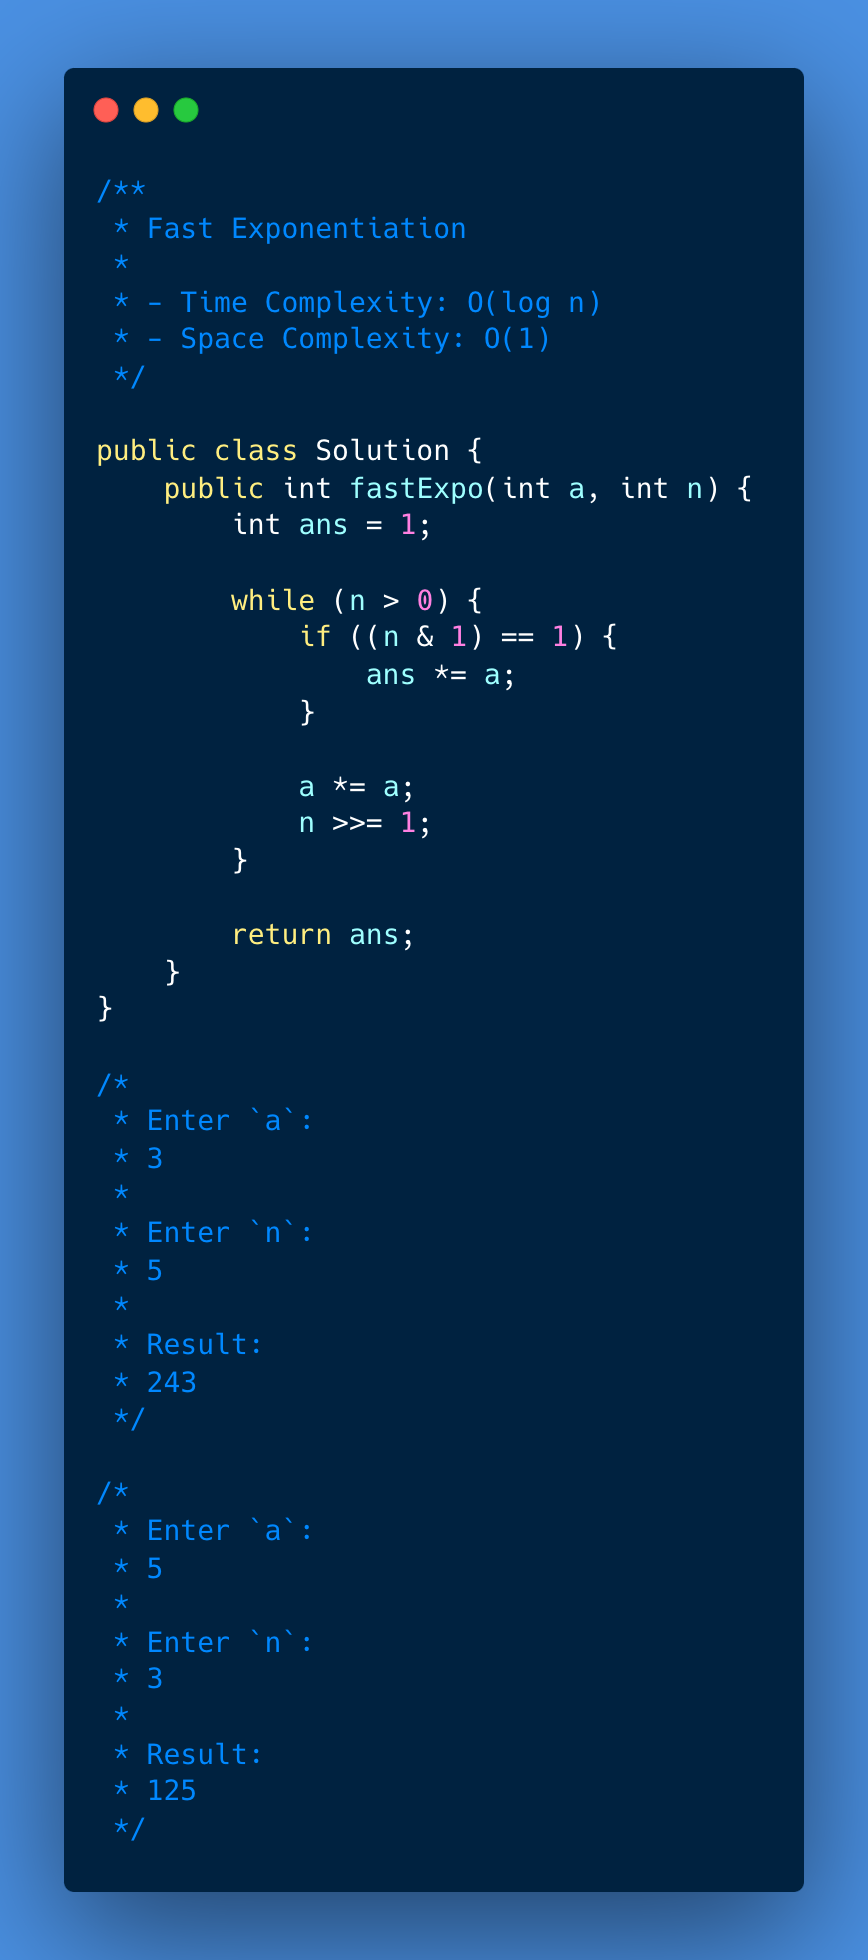 /**
 * Fast Exponentiation
 *
 * - Time Complexity: O(log n)
 * - Space Complexity: O(1)
 */

public class Solution {
    public int fastExpo(int a, int n) {
        int ans = 1;

        while (n > 0) {
            if ((n & 1) == 1) {
                ans *= a;
            }

            a *= a;
            n >>= 1;
        }

        return ans;
    }
}

/*
 * Enter `a`:
 * 3
 *
 * Enter `n`:
 * 5
 *
 * Result:
 * 243
 */

/*
 * Enter `a`:
 * 5
 *
 * Enter `n`:
 * 3
 *
 * Result:
 * 125
 */